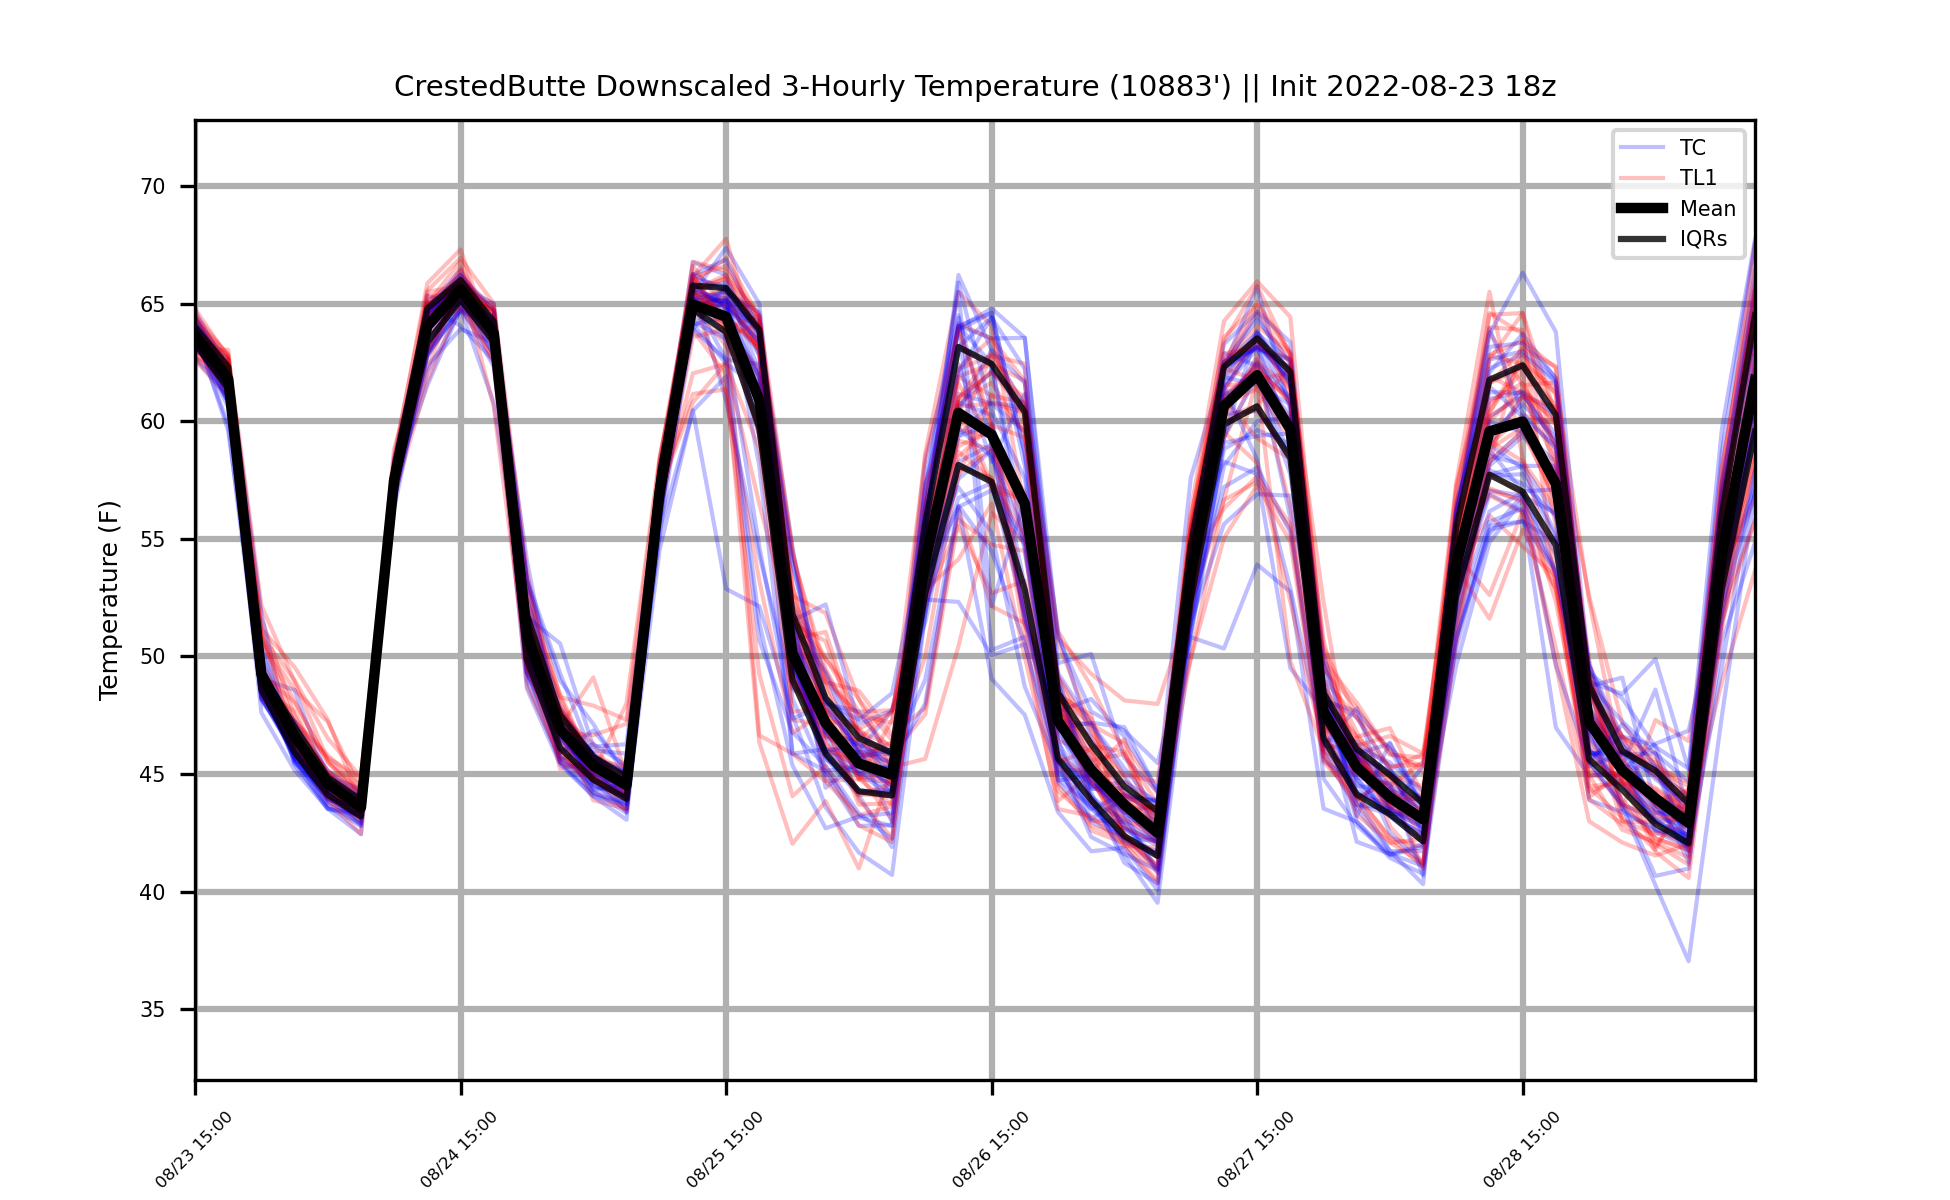 CrestedButte Downscaled 3-Hourly Temperature (10883') || Init 2022-08-23 18z
TC
TL1
Mean
IQRs
Temperature (F)
70
65
60
55
50
45
40
35
08/23 15:00
08/24 15:00
08/25 15:00
08/26 15:00
08/27 15:00
08/28 15:00